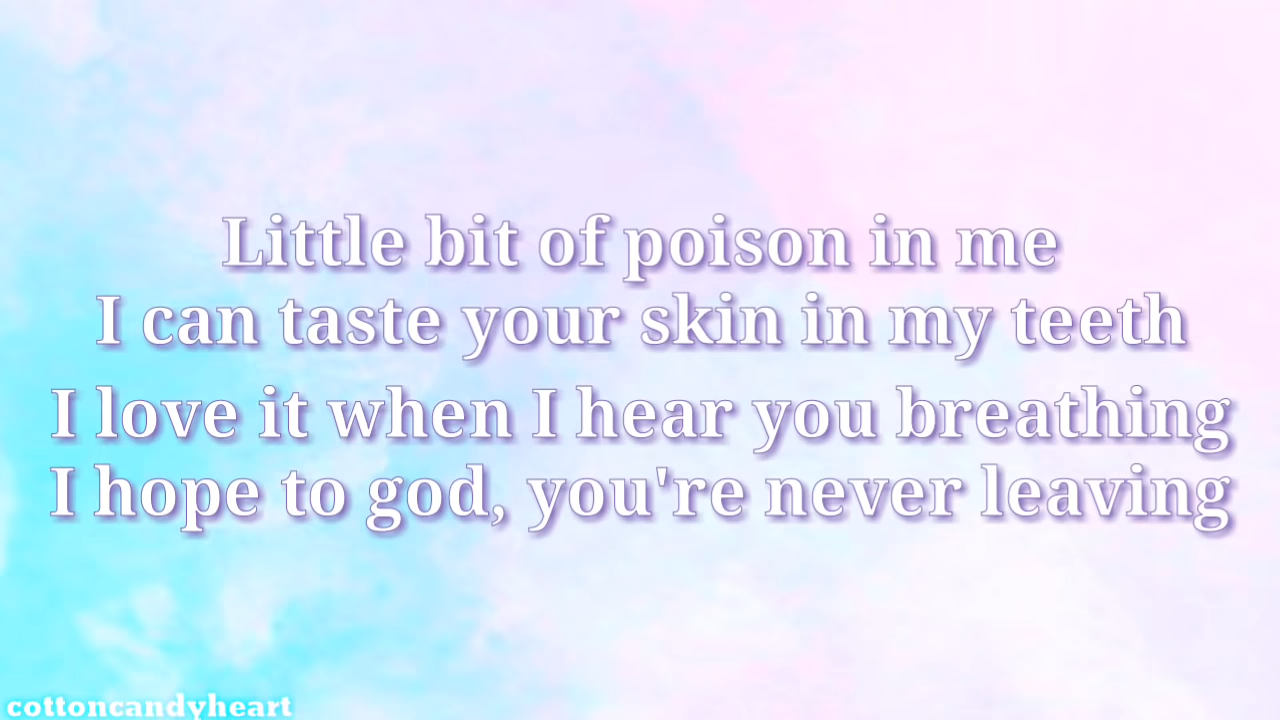 Little bit of poison in me
I can taste your skin in my teeth
I love it when I hear you breathing
I hope to god, you're never leaving
cottoncandyheart